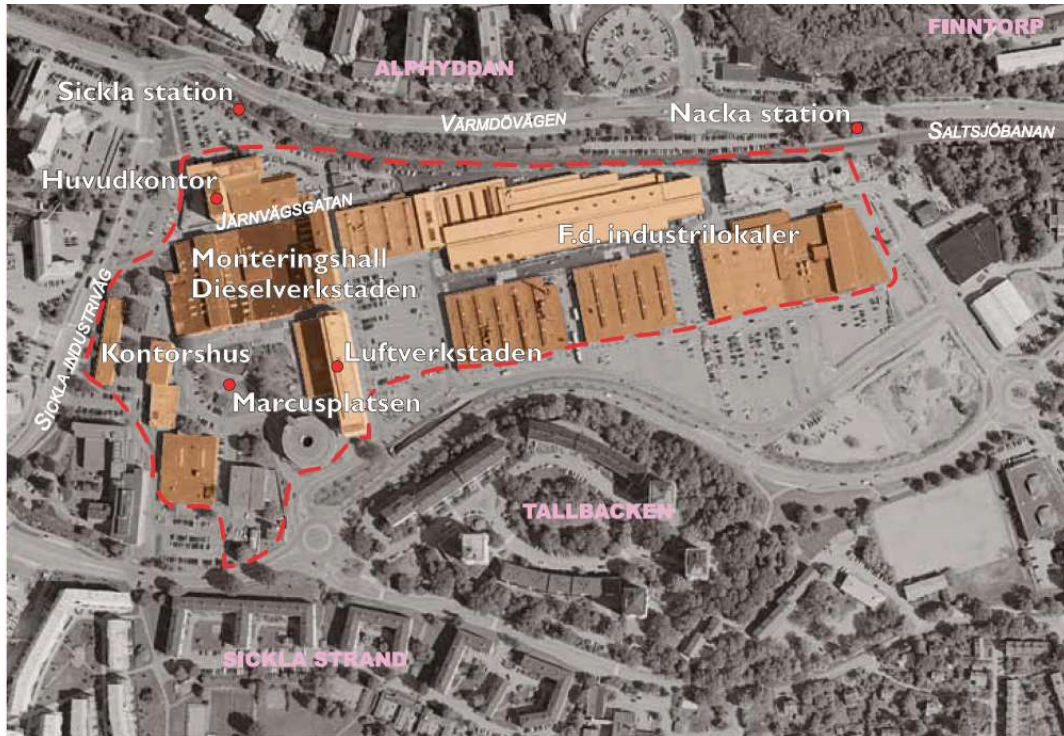 FINNTORP
ALPHYDDAN
Sickla station
VÄRMDÖVÄGEN
Nacka station
SALTSJÖBANAN
Huvudkontor
JÄRNVÄGSGATAN
F.d. industrilokaler
Monteringshall
Dieselverkstaden
SICKLA INDUSTRIVÄG
Kontorshus
Luftverkstaden
Marcusplatsen
TALLBACKEN
SICKLA STRAND